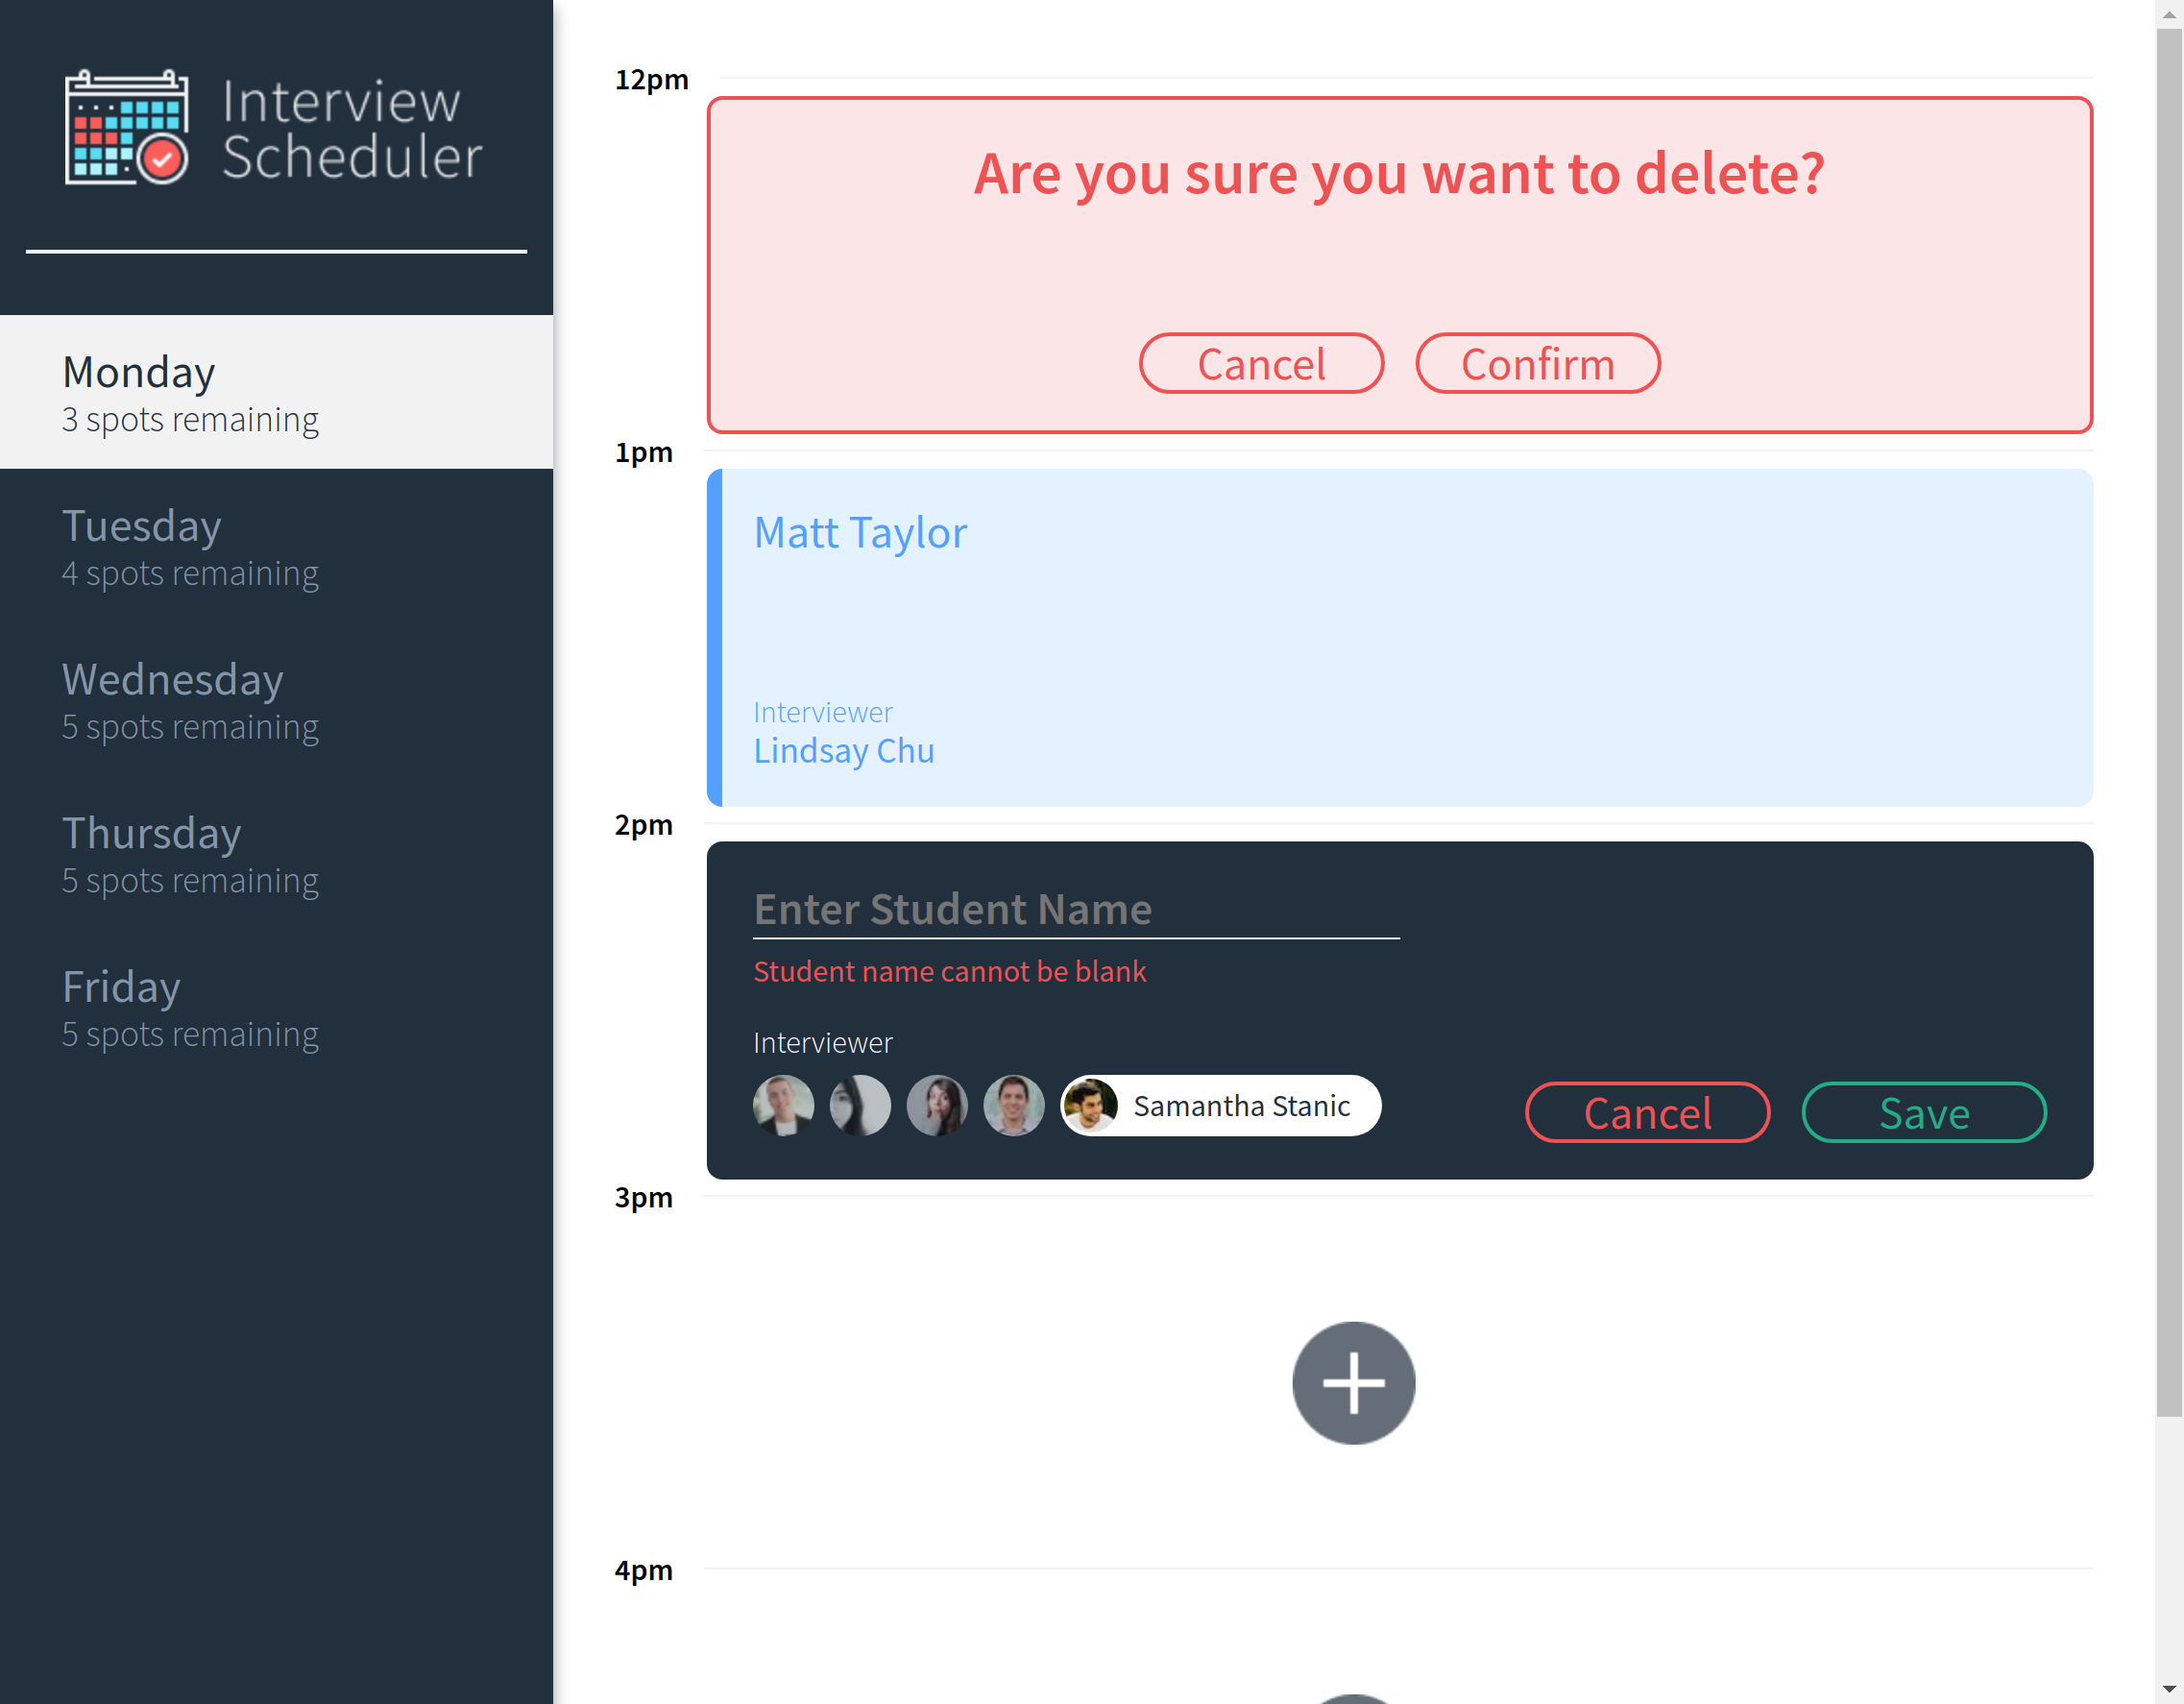 Interview
Scheduler
Monday
3 spots remaining
Tuesday
4 spots remaining
Wednesday
5 spots remaining
Thursday
5 spots remaining
Friday
5 spots remaining
12pm
Are you sure you want to delete?
Cancel
Confirm
1pm
Matt Taylor
Interviewer
Lindsay Chu
2pm
Enter Student Name
Student name cannot be blank
Interviewer
Samantha Stanic
Cancel
Save
3pm
4pm